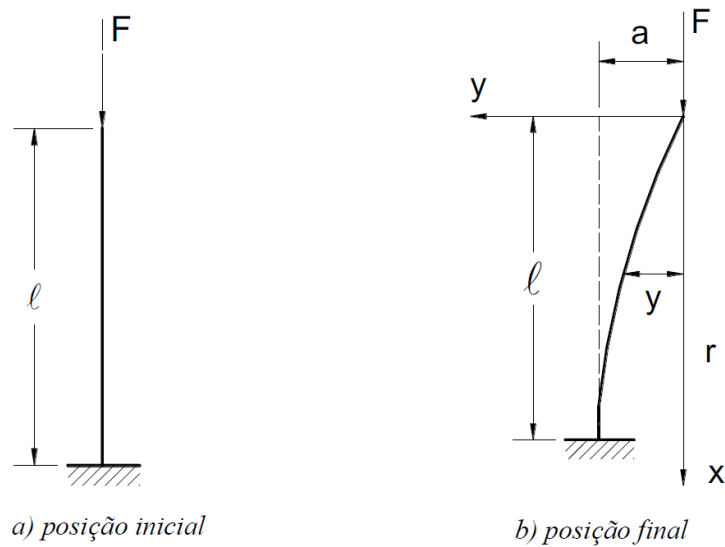 F
ℓ
a) posição inicial
a
F
y
ℓ
y
r
x
b) posição final